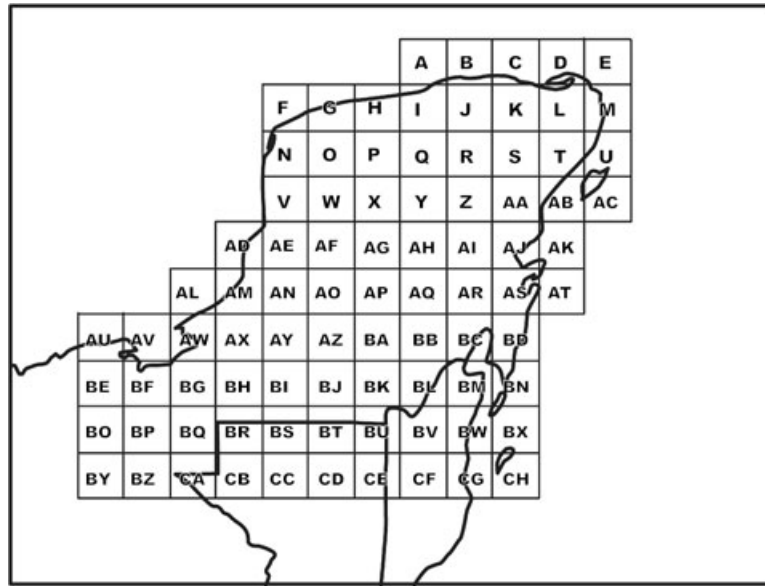 A B C D E
F G H I J K L M
N O P Q R S T U
V W X Y Z AA AB AC
AD AE AF AG AH AI AJ AK
AL AM AN AO AP AQ AR AS AT
AU AV AW AX AY AZ BA BB BC BD
BE BF BG BH BI BJ BK BL BM BN
BO BP BQ BR BS BT BU BV BW BX
BY BZ CA CB CC CD CE CF CG CH